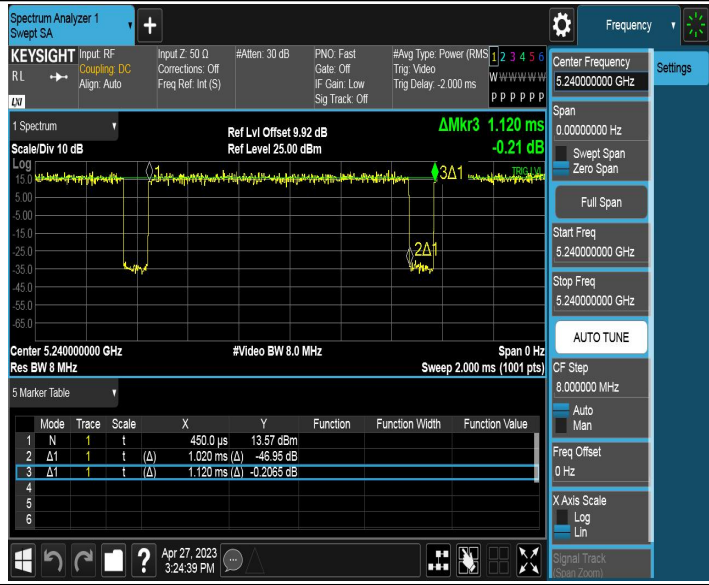 Spectrum Analyzer 1
Swept SA
Frequency
KEYSIGHT
RL
LXI
Input: RF
Coupling: DC
Align: Auto
Input Z: 50 Ω
Corrections: Off
Freq Ref: Int (S)
#Atten: 30 dB
PNO: Fast
Gate: Off
IF Gain: Low
Sig Track: Off
#Avg Type: Power (RMS
Trig: Video
Trig Delay: -2.000 ms
1 2 3 4 5 6
W W W W W W
P P P P P P
Center Frequency
5.240000000 GHz
Settings
Span
0.00000000 Hz
Swept Span
Zero Span
Full Span
Start Freq
5.240000000 GHz
Stop Freq
5.240000000 GHz
AUTO TUNE
CF Step
8.000000 MHz
Auto
Man
Freq Offset
0 Hz
X Axis Scale
Log
Lin
Signal Track
(Span Zoom)
1 Spectrum
Scale/Div 10 dB
Ref Lvl Offset 9.92 dB
Ref Level 25.00 dBm
ΔMkr3 1.120 ms
-0.21 dB
Log
15.0
5.00
-5.00
-15.0
-25.0
-35.0
-45.0
-55.0
-65.0
1
3Δ1
TRIG LVL
2Δ1
Center 5.240000000 GHz
#Video BW 8.0 MHz
Span 0 Hz
Res BW 8 MHz
Sweep 2.000 ms (1001 pts)
5 Marker Table
Mode Trace Scale X Y Function Function Width Function Value
1 N 1 t 450.0 µs 13.57 dBm
2 Δ1 1 t (Δ) 1.020 ms (Δ) -46.95 dB
3 Δ1 1 t (Δ) 1.120 ms (Δ) -0.2065 dB
4
5
6
?
Apr 27, 2023
3:24:39 PM